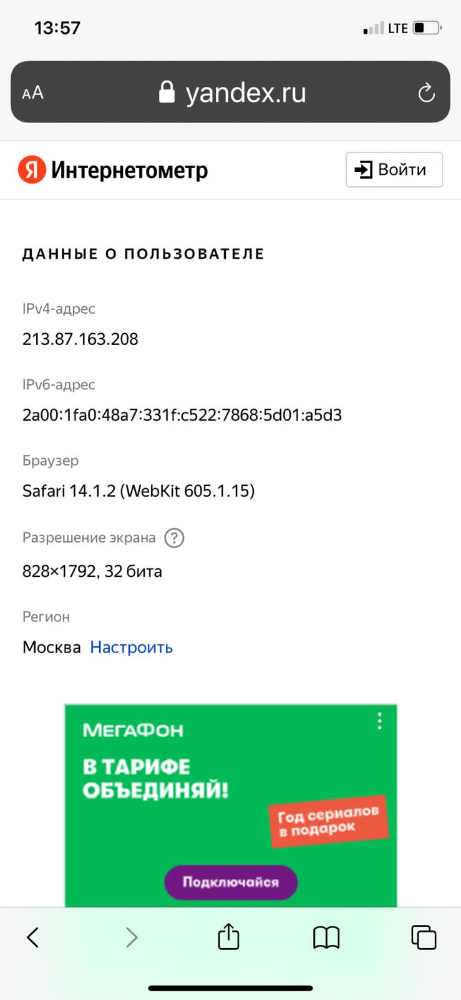 13:57
LTE
AA
yandex.ru
Я Интернетометр
Войти
ДАННЫЕ О ПОЛЬЗОВАТЕЛЕ
IPv4-адрес
213.87.163.208
IPv6-адрес
2a00:1fa0:48a7:331f:c522:7868:5d01:a5d3
Браузер
Safari 14.1.2 (WebKit 605.1.15)
Разрешение экрана ?
828×1792, 32 бита
Регион
Москва Настроить
МЕГАФОН
В ТАРИФЕ
ОБЪЕДИНЯЙ!
Год сериалов
в подарок
Подключайся